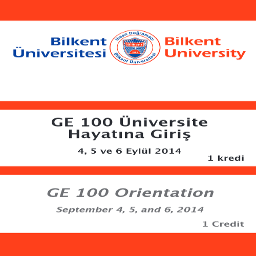 Bilkent Üniversitesi
Bilkent University
GE 100 Üniversite
Hayatına Giriş
4, 5 ve 6 Eylül 2014
1 kredi
GE 100 Orientation
September 4, 5, and 6, 2014
1 Credit